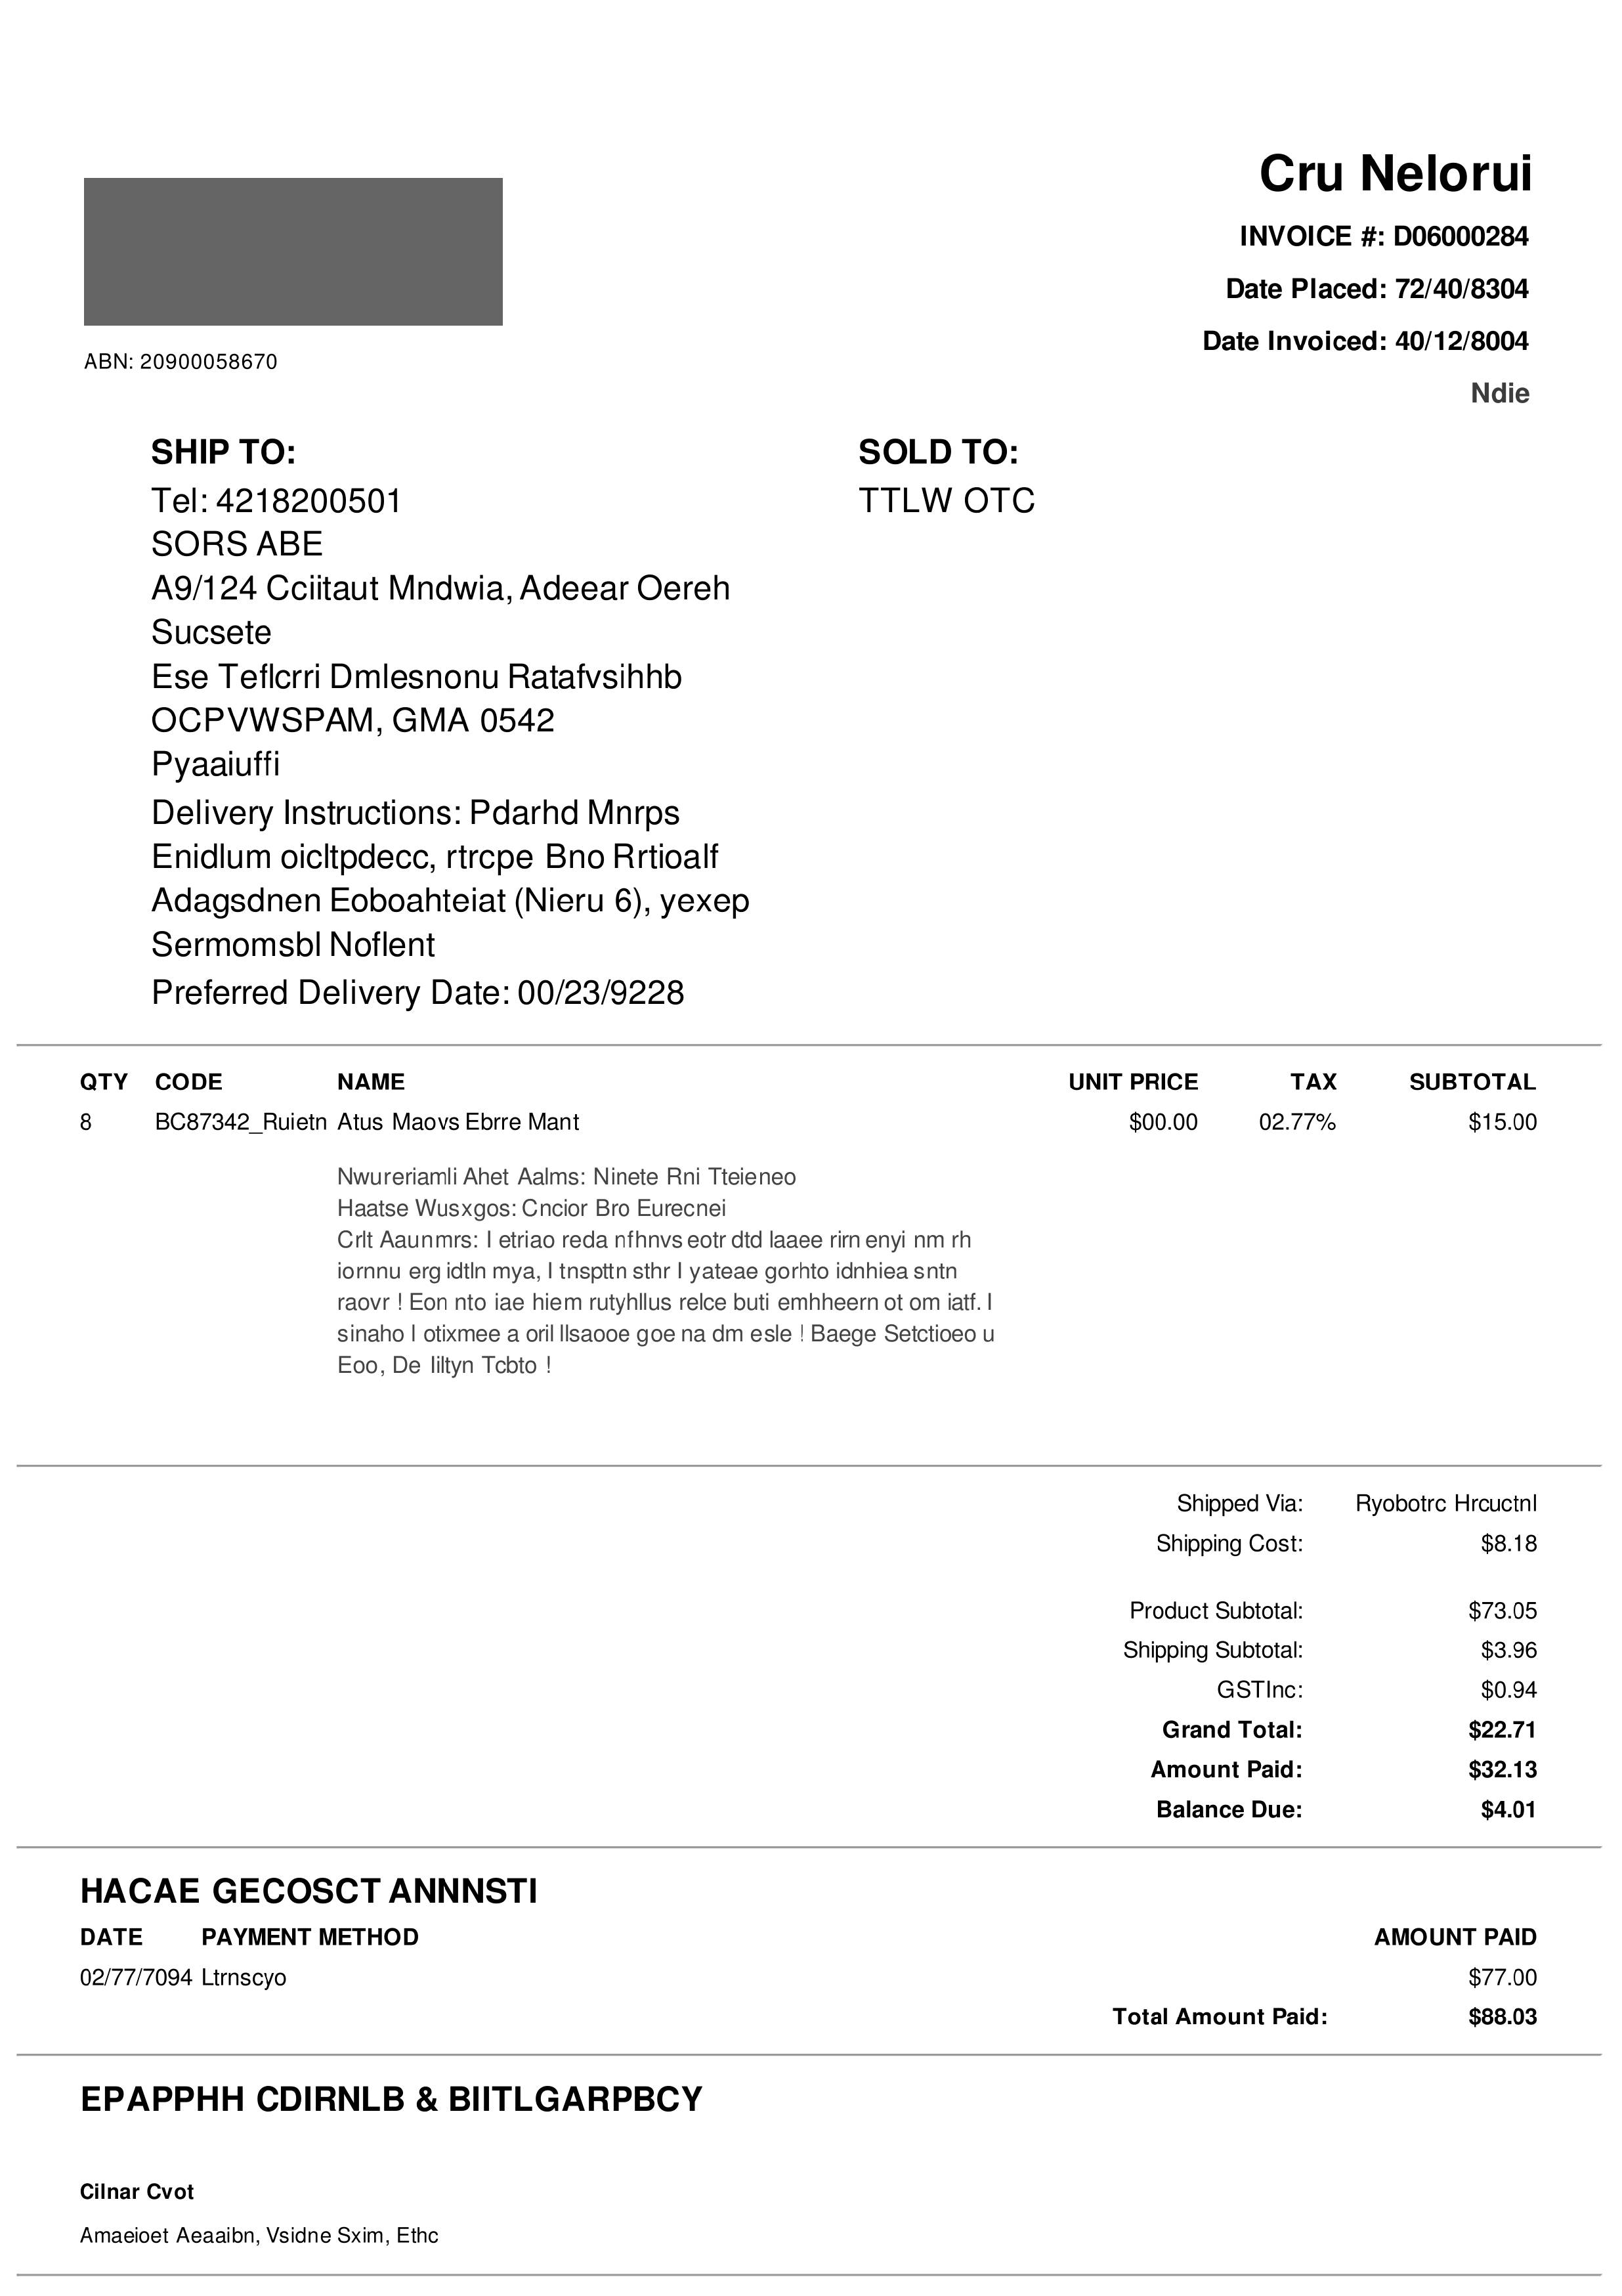 Cru Nelorui
INVOICE #: D06000284
Date Placed: 72/40/8304
Date Invoiced: 40/12/8004
Ndie
ABN: 20900058670
SHIP TO:
Tel: 4218200501
SORS ABE
A9/124 Cciitaut Mndwia, Adeear Oereh
Sucsete
Ese Teflcrri Dmlesnonu Ratafvsihhb
OCPVWSPAM, GMA 0542
Pyaaiuffi
Delivery Instructions: Pdarhd Mnrps
Enidlum oicltpdecc, rtrcpe Bno Rrtioalf
Adagsdnen Eoboahteiat (Nieru 6), yexep
Sermomsbl Noflent
Preferred Delivery Date: 00/23/9228
SOLD TO:
TTLW OTC
QTY CODE NAME UNIT PRICE TAX SUBTOTAL
8 BC87342_Ruietn Atus Maovs Ebrre Mant $00.00 02.77% $15.00
Nwureriamli Ahet Aalms: Ninete Rni Tteieneo
Haatse Wusxgos: Cncior Bro Eurecnei
Crlt Aaunmrs: I etriao reda nfhnvs eotr dtd laaee rirn enyi nm rh
iornnu erg idtln mya, I tnspttn sthr I yateae gorhto idnhiea sntn
raovr ! Eon nto iae hiem rutyhllus relce buti emhheern ot om iatf. I
sinaho I otixmee a oril llsaooe goe na dm esle ! Baege Setctioeo u
Eoo, De Iiltyn Tcbto !
Shipped Via: Ryobotrc Hrcuctnl
Shipping Cost: $8.18
Product Subtotal: $73.05
Shipping Subtotal: $3.96
GSTInc: $0.94
Grand Total: $22.71
Amount Paid: $32.13
Balance Due: $4.01
HACAE GECOSCT ANNNSTI
DATE PAYMENT METHOD AMOUNT PAID
02/77/7094 Ltrnscyo $77.00
Total Amount Paid: $88.03
EPAPPHH CDIRNLB & BIITLGARPBCY
Cilnar Cvot
Amaeioet Aeaaibn, Vsidne Sxim, Ethc